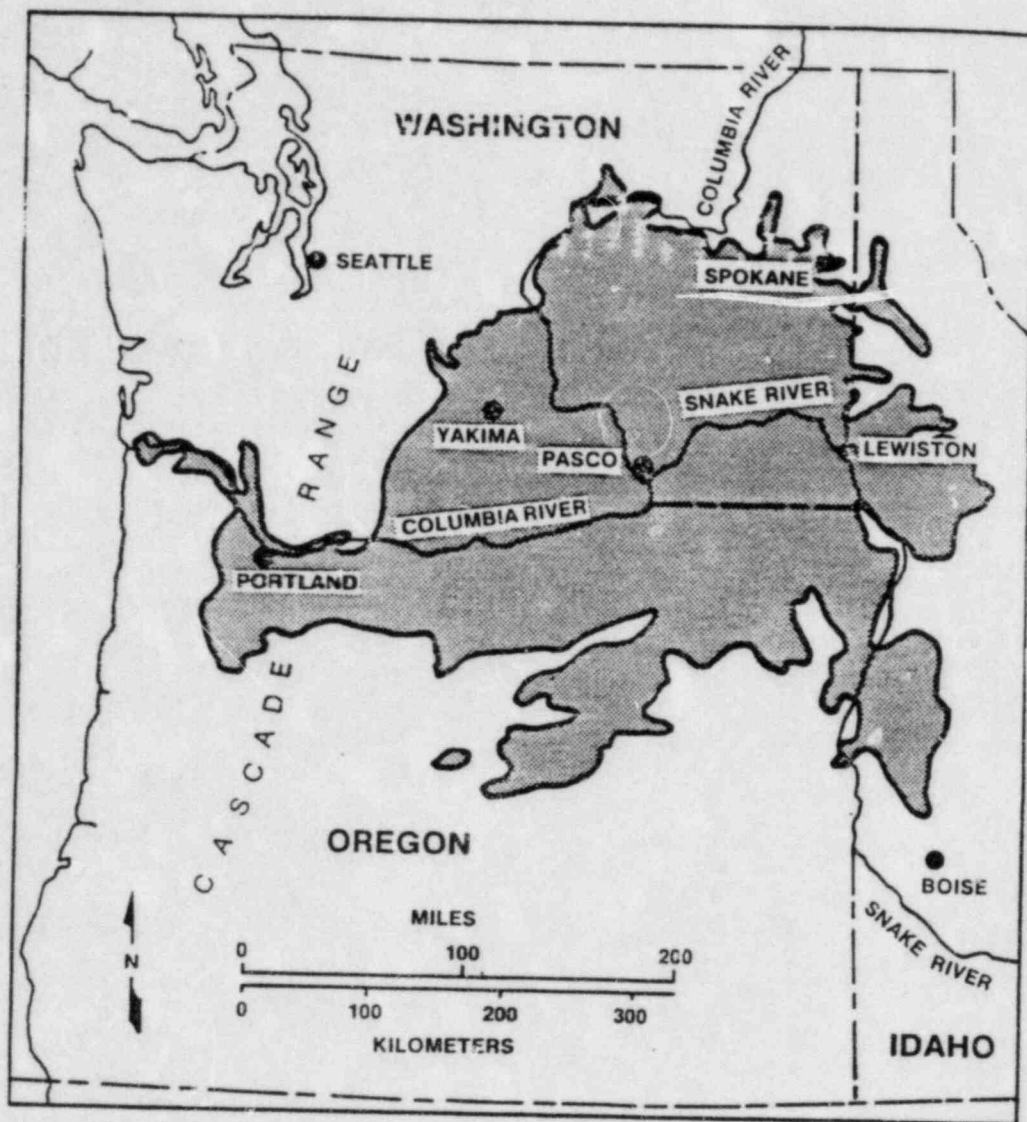 COLUMBIA RIVER
WASHINGTON
SEATTLE
SPOKANE
RANGE
SNAKE RIVER
YAKIMA
LEWISTON
PASCO
COLUMBIA RIVER
PORTLAND
CASCADE
OREGON
BOISE
MILES
0 100 200
N
SNAKE RIVER
0 100 200 300
KILOMETERS
IDAHO